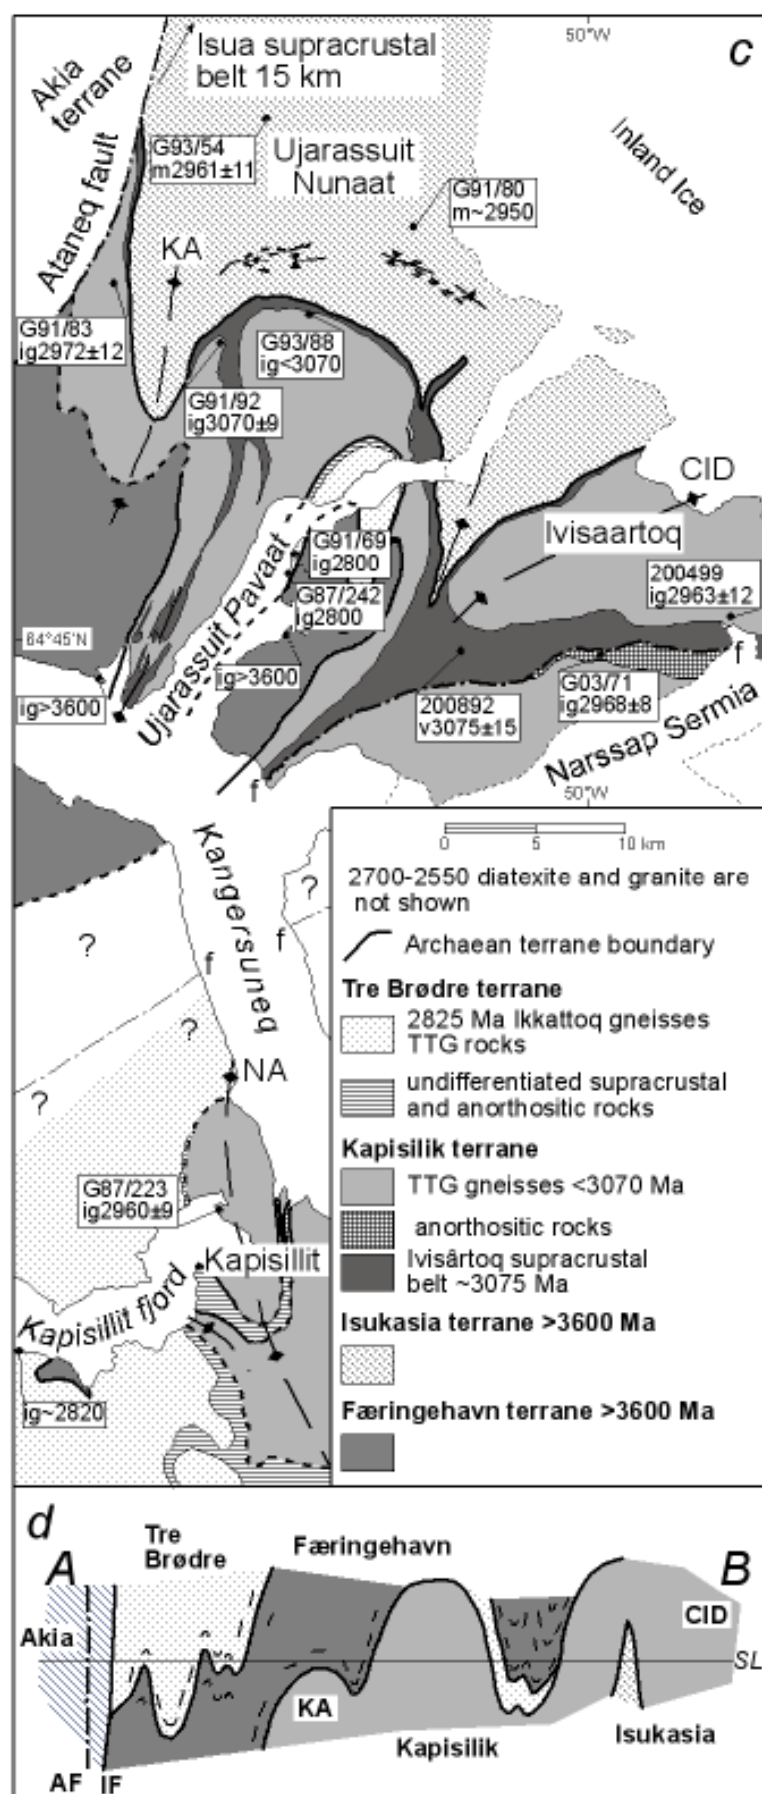 50°W
c
Isua supracrustal
belt 15 km
Akia
terrane
G93/54
m2961±11
Ujarassuit
Nunaat
Inland Ice
G91/80
m~2950
Ataneq fault
KA
G91/83
ig2972±12
G93/88
ig<3070
G91/92
ig3070±9
CID
Ivisaartoq
G91/69
ig2800
G87/242
ig2800
200499
ig2963±12
64°45'N
Ujarassuit Pavaat
ig>3600
ig>3600
f
G03/71
ig2968±8
200892
v3075±15
Narssap Sermia
f
50°W
Kangersuneq
0 5 10 km
2700-2550 diatexite and granite are
not shown
?
?
f
f
Archaean terrane boundary
Tre Brødre terrane
2825 Ma Ikkattoq gneisses
TTG rocks
?
NA
?
undifferentiated supracrustal
and anorthositic rocks
Kapisilik terrane
TTG gneisses <3070 Ma
G87/223
ig2960±9
anorthositic rocks
Kapisillit
Ivisârtoq supracrustal
belt ~3075 Ma
Kapisillit fjord
Isukasia terrane >3600 Ma
ig~2820
Færingehavn terrane >3600 Ma
d
Tre
Brødre
Færingehavn
A
B
Akia
CID
SL
KA
Isukasia
Kapisilik
AF IF